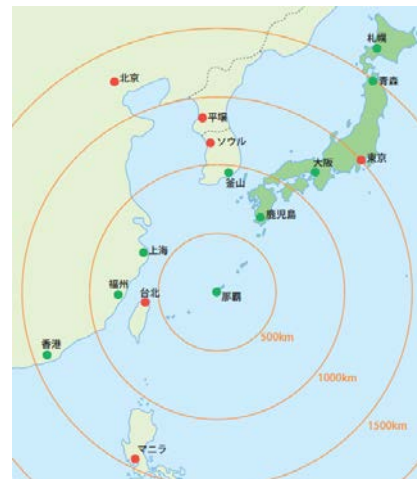 札幌
青森
北京
平壌
ソウル
釜山
大阪
東京
鹿児島
上海
福州
台北
那覇
500km
香港
1000km
1500km
マニラ